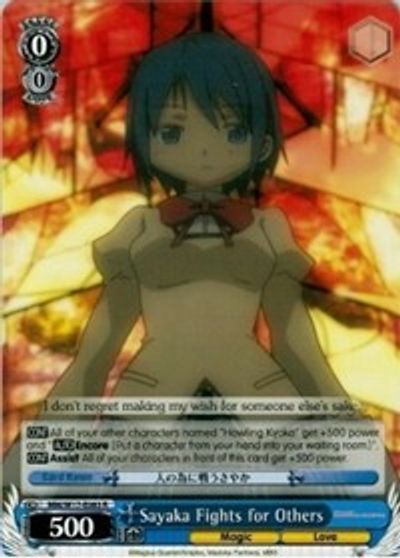 0
0
I don't regret making my wish for someone else's sake.
CONT All of your other characters named "Howling Kyoko" get +500 power
and "AUTO Encore [Put a character from your hand into your waiting room]".
CONT Assist All of your characters in front of this card get +500 power.
人の為に戦うさやか
500
Sayaka Fights for Others
Magic
Love